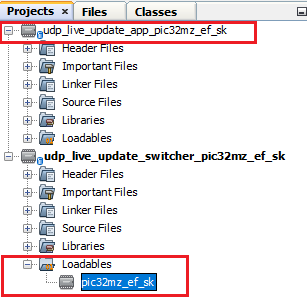 Projects × Files Classes
udp_live_update_app_pic32mz_ef_sk
Header Files
Important Files
Linker Files
Source Files
Libraries
Loadables
udp_live_update_switcher_pic32mz_ef_sk
Header Files
Important Files
Linker Files
Source Files
Libraries
Loadables
pic32mz_ef_sk